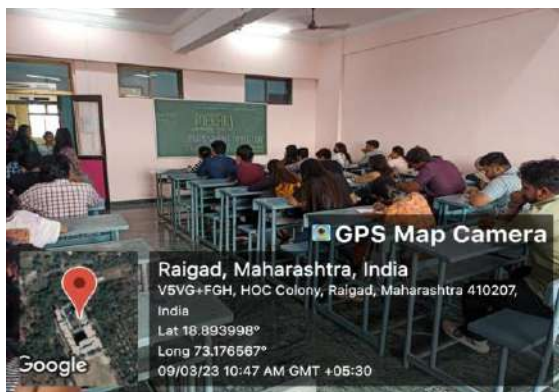 GPS Map Camera
Raigad, Maharashtra, India
V5VG+FGH, HOC Colony, Raigad, Maharashtra 410207,
India
Lat 18.893998°
Long 73.176567°
09/03/23 10:47 AM GMT +05:30
Google